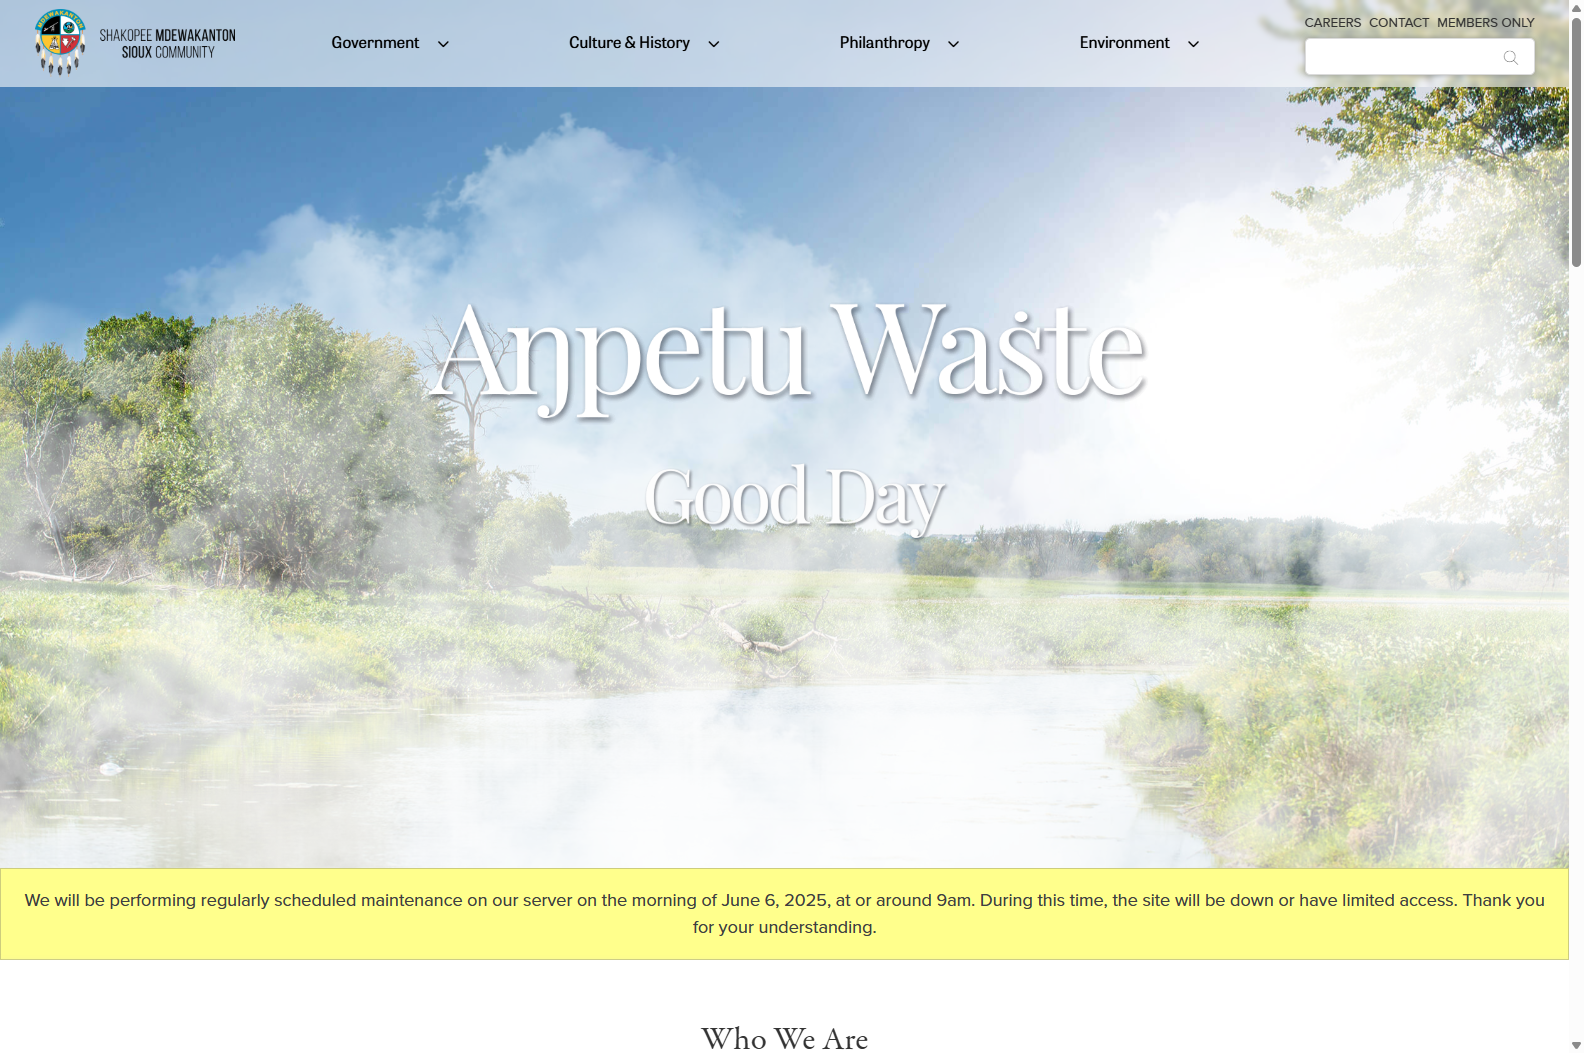 MDEWAKANTON
SHAKOPEE MDEWAKANTON
SIOUX COMMUNITY
Government
Culture & History
Philanthropy
Environment
CAREERS CONTACT MEMBERS ONLY
Aŋpetu Waṡte
Good Day
We will be performing regularly scheduled maintenance on our server on the morning of June 6, 2025, at or around 9am. During this time, the site will be down or have limited access. Thank you
for your understanding.
Who We Are